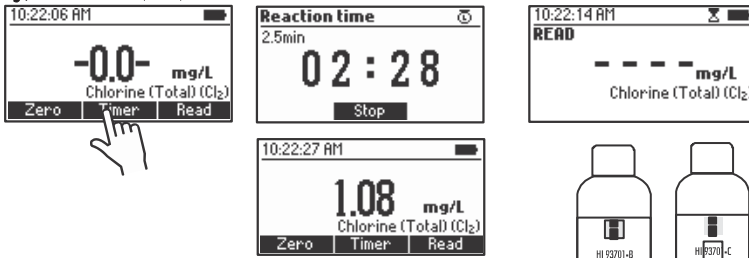 10:22:06 AM
-0.0- mg/L
Chlorine (Total) (Cl₂)
Zero Timer Read
Reaction time
2.5min
02:28
Stop
10:22:14 AM
READ
- - - - mg/L
Chlorine (Total) (Cl₂)
10:22:27 AM
1.08 mg/L
Chlorine (Total) (Cl₂)
Zero Timer Read
HI 93701-B
HI 93701-C